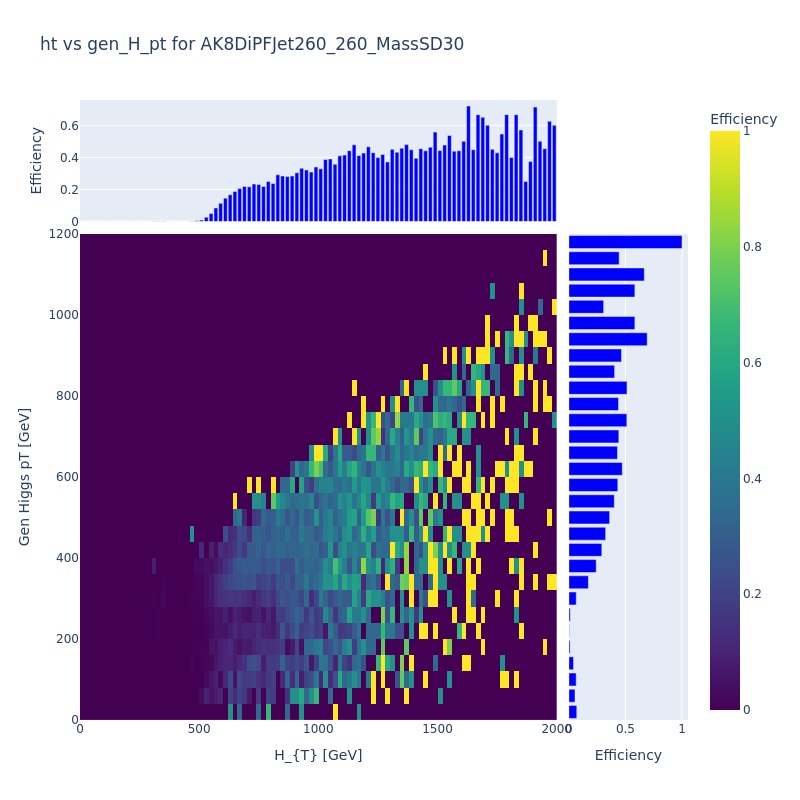 ht vs gen_H_pt for AK8DiPFJet260_260_MassSD30
Efficiency
0.6
0.4
0.2
0
Efficiency
1
0.8
0.6
0.4
0.2
0
Gen Higgs pT [GeV]
1200
1000
800
600
400
200
0
0 500 1000 1500 2000
H_{T} [GeV]
0 0.5 1
Efficiency